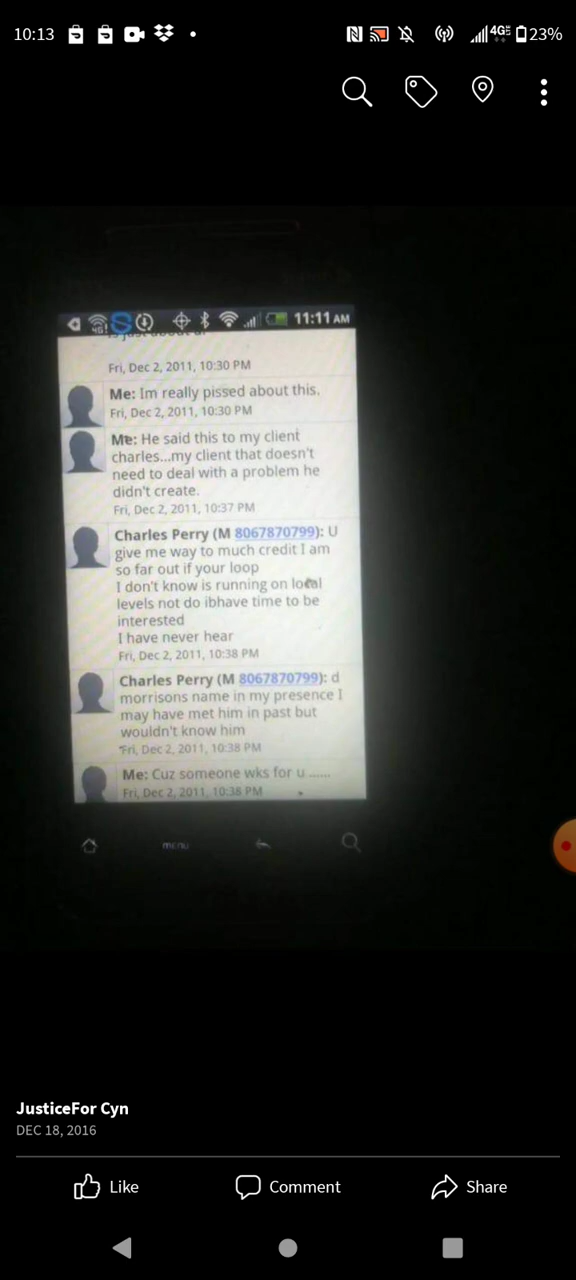 10:13
4G
23%
11:11 AM
Fri, Dec 2, 2011, 10:30 PM
Me: Im really pissed about this.
Fri, Dec 2, 2011, 10:30 PM
Me: He said this to my client
charles...my client that doesn't
need to deal with a problem he
didn't create.
Fri, Dec 2, 2011, 10:37 PM
Charles Perry (M 8067870799): U
give me way to much credit I am
so far out if your loop
I don't know is running on local
levels not do ibhave time to be
interested
I have never hear
Fri, Dec 2, 2011, 10:38 PM
Charles Perry (M 8067870799): d
morrisons name in my presence I
may have met him in past but
wouldn't know him
Fri, Dec 2, 2011, 10:38 PM
Me: Cuz someone wks for u ......
Fri, Dec 2, 2011, 10:38 PM
menu
JusticeFor Cyn
DEC 18, 2016
Like
Comment
Share